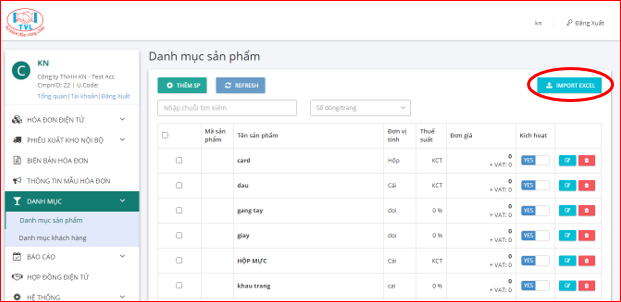 TVL
kn
Đăng Xuất
C
KN
Công ty TNHH KN - Test Acc
CmpnID: 22 | U.Code:
Tổng quan|Tài khoản|Đăng Xuất
HÓA ĐƠN ĐIỆN TỬ
PHIẾU XUẤT KHO NỘI BỘ
BIÊN BẢN HÓA ĐƠN
THÔNG TIN MẪU HÓA ĐƠN
DANH MỤC
Danh mục sản phẩm
Danh mục khách hàng
BÁO CÁO
HỢP ĐỒNG ĐIỆN TỬ
HỆ THỐNG
Danh mục sản phẩm
THÊM SP
REFRESH
IMPORT EXCEL
Nhập chuỗi tìm kiếm
Số dòng/trang
Mã sản phẩm
Tên sản phẩm
Đơn vị tính
Thuế suất
Đơn giá
Kích hoạt
card
Hộp
KCT
0
+ VAT: 0
YES
dau
Cái
KCT
0
+ VAT: 0
YES
gang tay
doi
0 %
0
+ VAT: 0
YES
giay
doi
0 %
0
+ VAT: 0
YES
HỘP MỰC
Cái
KCT
0
+ VAT: 0
YES
khau trang
cai
0 %
0
+ VAT: 0
YES